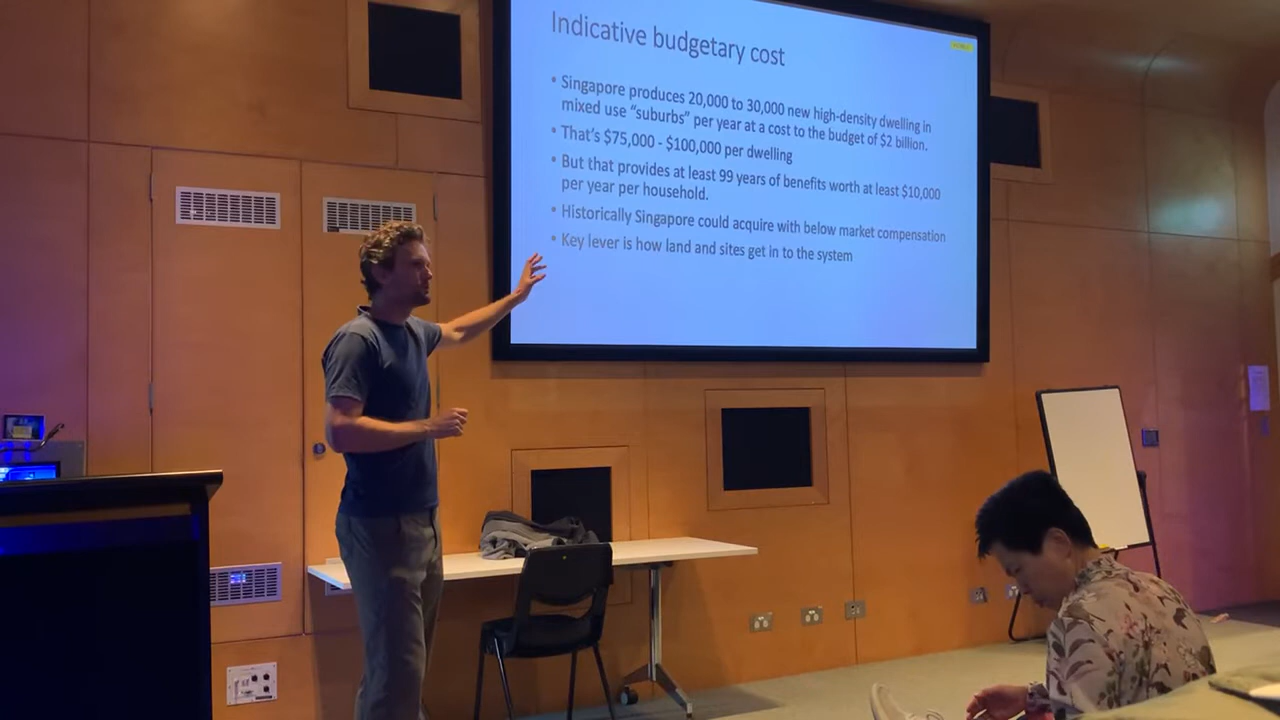 Indicative budgetary cost
• Singapore produces 20,000 to 30,000 new high-density dwelling in
mixed use “suburbs” per year at a cost to the budget of $2 billion.
• That’s $75,000 - $100,000 per dwelling
• But that provides at least 99 years of benefits worth at least $10,000
per year per household.
• Historically Singapore could acquire with below market compensation
• Key lever is how land and sites get in to the system